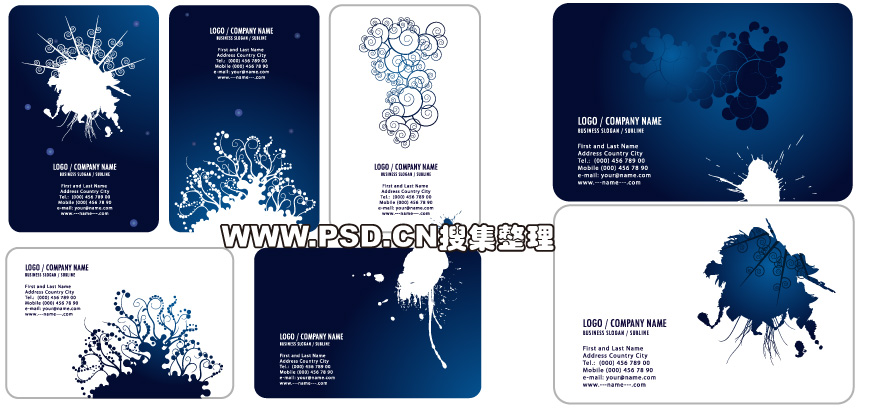 LOGO / COMPANY NAME
BUSINESS SLOGAN / SUBLINE
First and Last Name
Address Country City
Tel.: (000) 456 789 00
Mobile (000) 456 78 90
e-mail: your@name.com
www.---name---.com
LOGO / COMPANY NAME
BUSINESS SLOGAN / SUBLINE
First and Last Name
Address Country City
Tel.: (000) 456 789 00
Mobile (000) 456 78 90
e-mail: your@name.com
www.---name---.com
LOGO / COMPANY NAME
BUSINESS SLOGAN / SUBLINE
First and Last Name
Address Country City
Tel.: (000) 456 789 00
Mobile (000) 456 78 90
e-mail: your@name.com
www.---name---.com
LOGO / COMPANY NAME
BUSINESS SLOGAN / SUBLINE
First and Last Name
Address Country City
Tel.: (000) 456 789 00
Mobile (000) 456 78 90
e-mail: your@name.com
www.---name---.com
WWW.PSD.CN搜集整理
LOGO / COMPANY NAME
BUSINESS SLOGAN / SUBLINE
First and Last Name
Address Country City
Tel.: (000) 456 789 00
Mobile (000) 456 78 90
e-mail: your@name.com
www.---name---.com
LOGO / COMPANY NAME
BUSINESS SLOGAN / SUBLINE
First and Last Name
Address Country City
Tel.: (000) 456 789 00
Mobile (000) 456 78 90
e-mail: your@name.com
www.---name---.com
LOGO / COMPANY NAME
BUSINESS SLOGAN / SUBLINE
First and Last Name
Address Country City
Tel.: (000) 456 789 00
Mobile (000) 456 78 90
e-mail: your@name.com
www.---name---.com